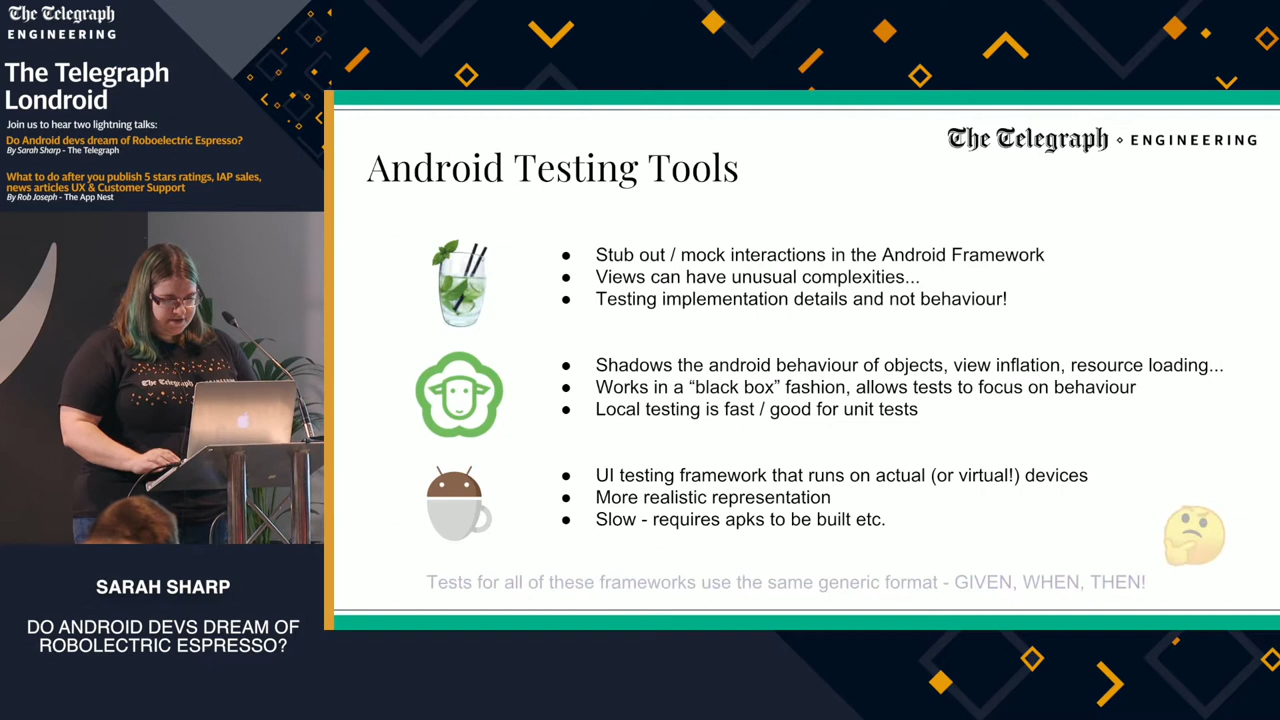 The Telegraph
ENGINEERING
The Telegraph
Londroid
Join us to hear two lightning talks:
Do Android devs dream of Roboelectric Espresso?
By Sarah Sharp - The Telegraph
What to do after you publish 5 stars ratings, IAP sales,
news articles UX & Customer Support
By Rob Joseph - The App Nest
The Telegraph
SARAH SHARP
DO ANDROID DEVS DREAM OF
ROBOLECTRIC ESPRESSO?
The Telegraph ENGINEERING
Android Testing Tools
● Stub out / mock interactions in the Android Framework
● Views can have unusual complexities...
● Testing implementation details and not behaviour!
● Shadows the android behaviour of objects, view inflation, resource loading...
● Works in a “black box” fashion, allows tests to focus on behaviour
● Local testing is fast / good for unit tests
● UI testing framework that runs on actual (or virtual!) devices
● More realistic representation
● Slow - requires apks to be built etc.
Tests for all of these frameworks use the same generic format - GIVEN, WHEN, THEN!